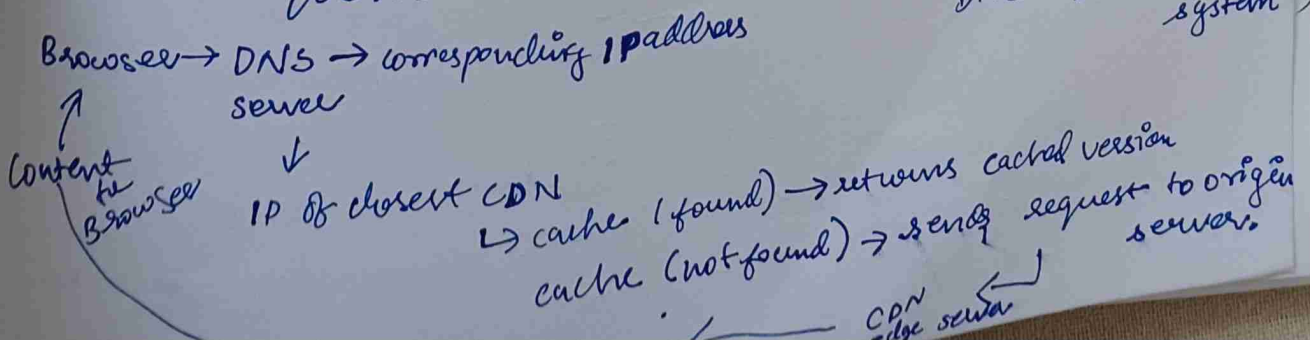 system
Browser → DNS → corresponding IP address
server
↓
Content
to
Browser
IP of closest CDN
↳ cache (found) → returns cached version
cache (not found) → sends request to origin
server.
CDN
edge server